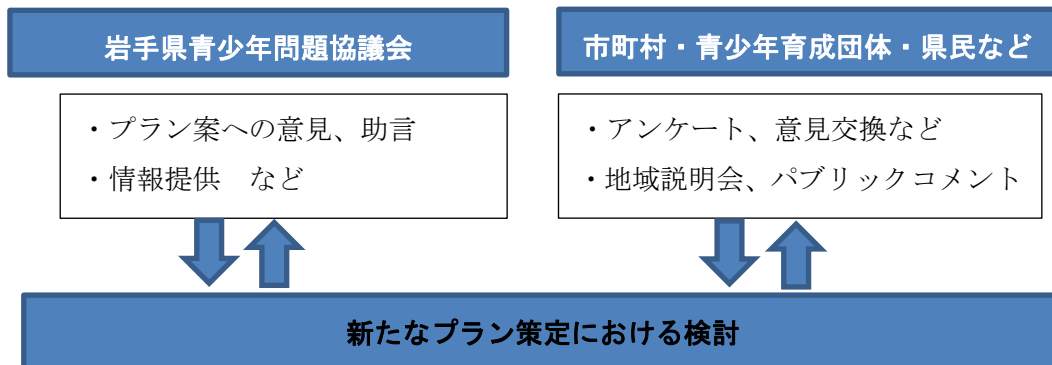 岩手県青少年問題協議会
・プラン案への意見、助言
・情報提供　など
市町村・青少年育成団体・県民など
・アンケート、意見交換など
・地域説明会、パブリックコメント
新たなプラン策定における検討